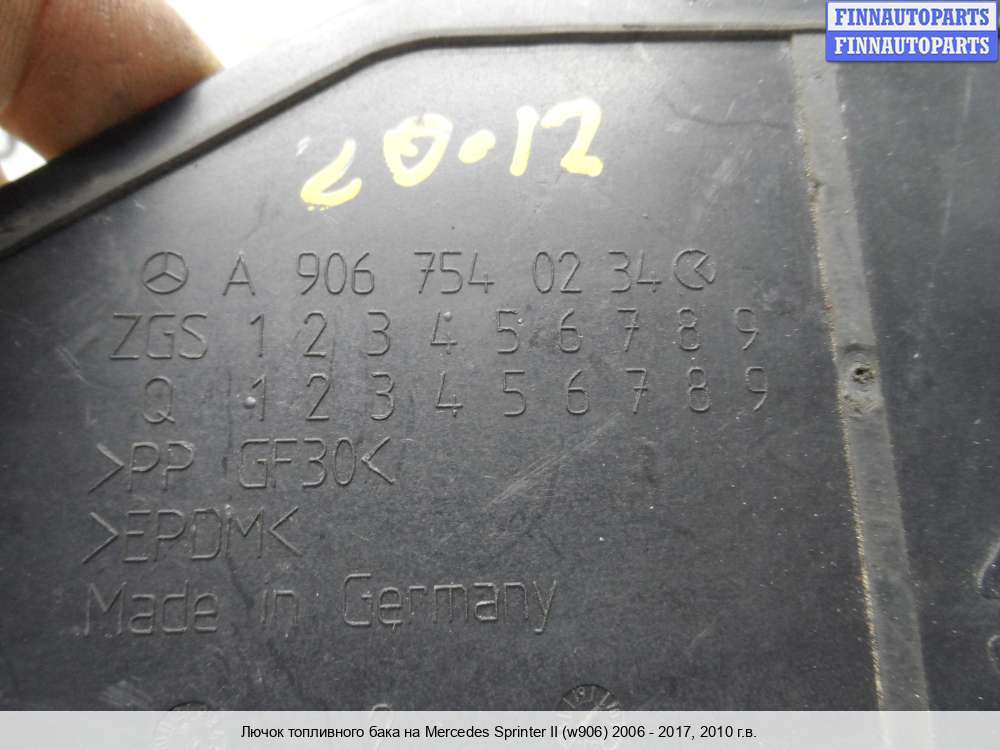 FINNAUTOPARTS
FINNAUTOPARTS
20-12
A 906 754 02 34
ZGS 1 2 3 4 5 6 7 8 9
Q 1 2 3 4 5 6 7 8 9
>PP GF30<
>EPDM<
Made in Germany
Лючок топливного бака на Mercedes Sprinter II (w906) 2006 - 2017, 2010 г.в.